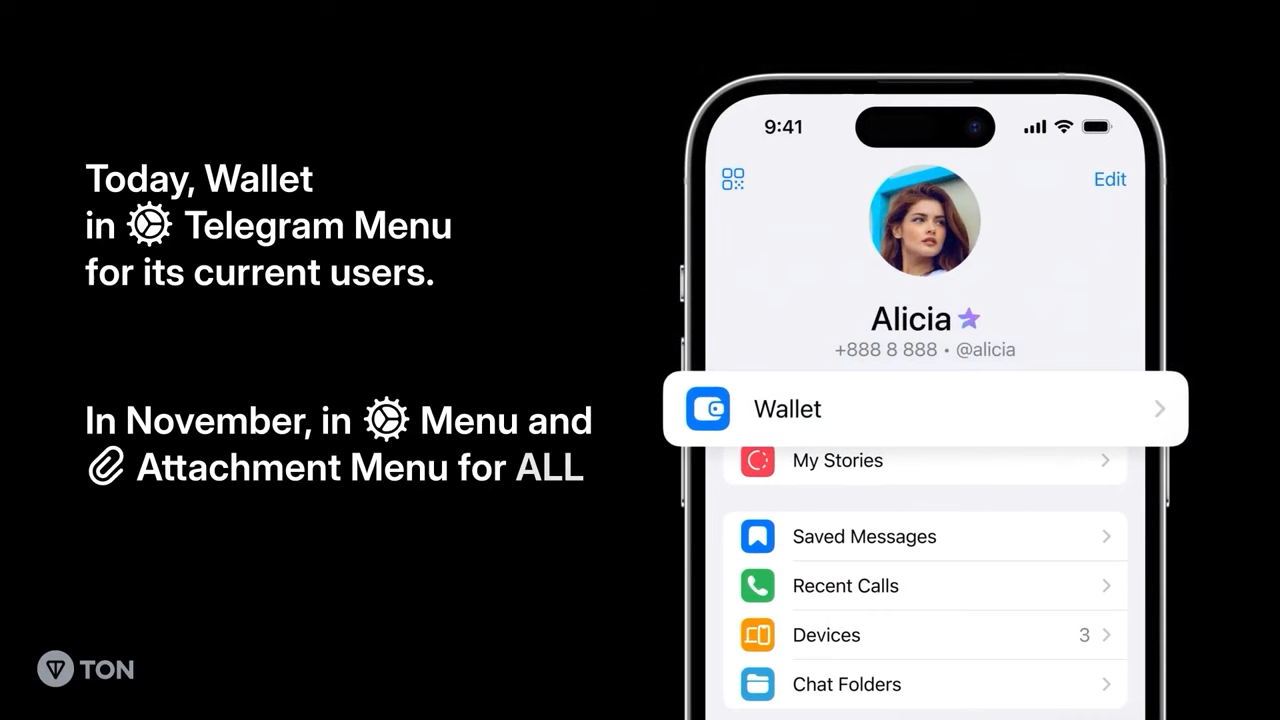 Today, Wallet
in Telegram Menu
for its current users.
In November, in Menu and
Attachment Menu for ALL
TON
9:41
Edit
Alicia
+888 8 888 • @alicia
Wallet
My Stories
Saved Messages
Recent Calls
Devices 3
Chat Folders